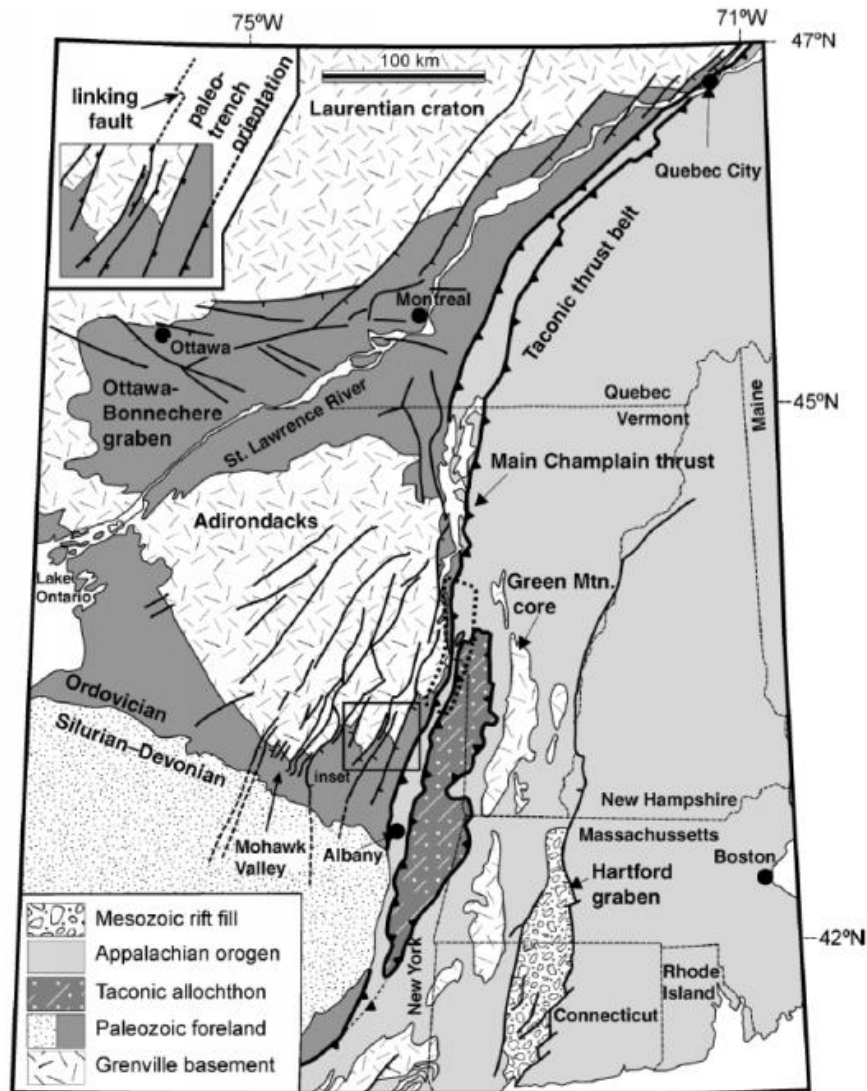 75ºW
71ºW
47ºN
100 km
linking
fault
paleo-
trench
orientation
Laurentian craton
Quebec City
Taconic thrust belt
Montreal
Ottawa
Ottawa-
Bonnechere
graben
St. Lawrence River
Quebec
Vermont
45ºN
Maine
Main Champlain thrust
Adirondacks
Lake
Ontario
Green Mtn.
core
Ordovician
Silurian–Devonian
inset
Mohawk
Valley
Albany
New Hampshire
Massachussetts
Boston
Hartford
graben
42ºN
New York
Connecticut
Rhode
Island
Mesozoic rift fill
Appalachian orogen
Taconic allochthon
Paleozoic foreland
Grenville basement